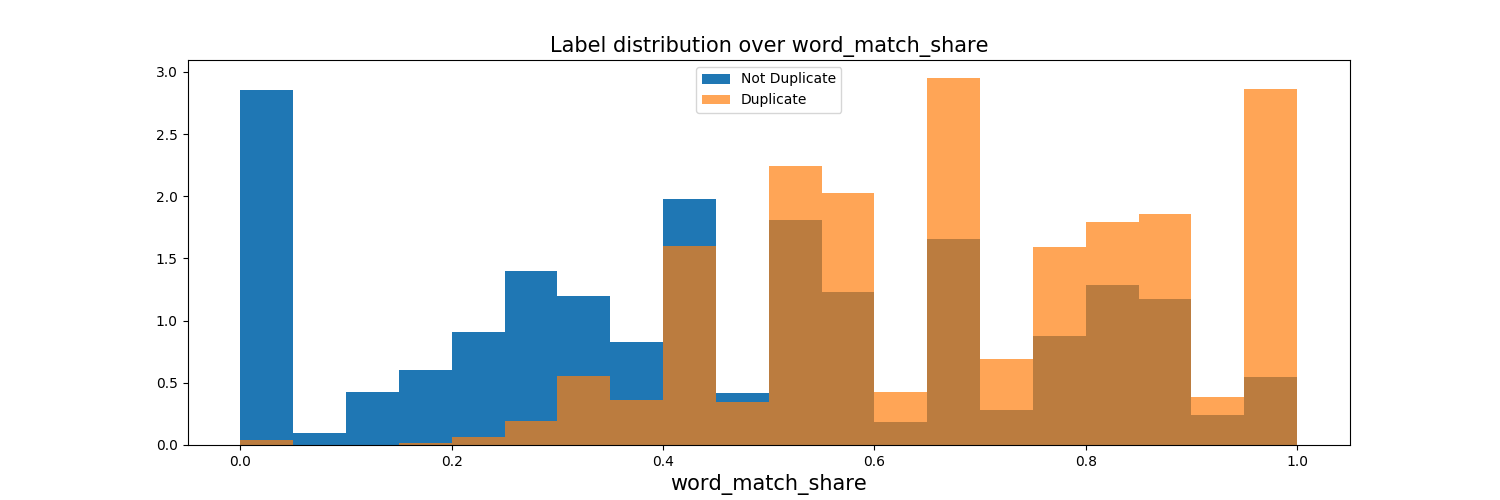 Label distribution over word_match_share
Not Duplicate
Duplicate
3.0
2.5
2.0
1.5
1.0
0.5
0.0
0.0 0.2 0.4 0.6 0.8 1.0
word_match_share